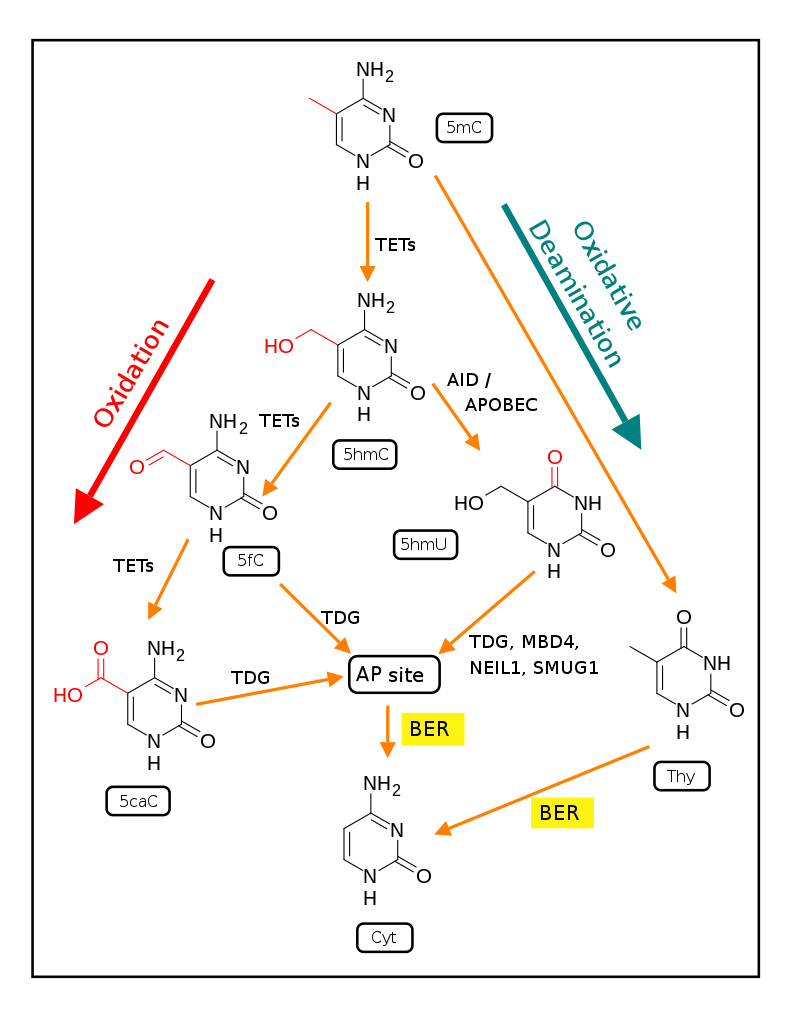 NH2
N
5mC
N
O
H
TETs
Oxidative
Deamination
Oxidation
NH2
HO
N
AID /
APOBEC
N
O
H
TETs
5hmC
NH2
O
N
N
O
H
5fC
O
HO
NH
N
O
H
5hmU
TETs
TDG
TDG, MBD4,
NEIL1, SMUG1
O
NH
N
O
H
Thy
O
NH2
HO
N
N
O
H
5caC
TDG
AP site
BER
BER
NH2
N
N
O
H
Cyt